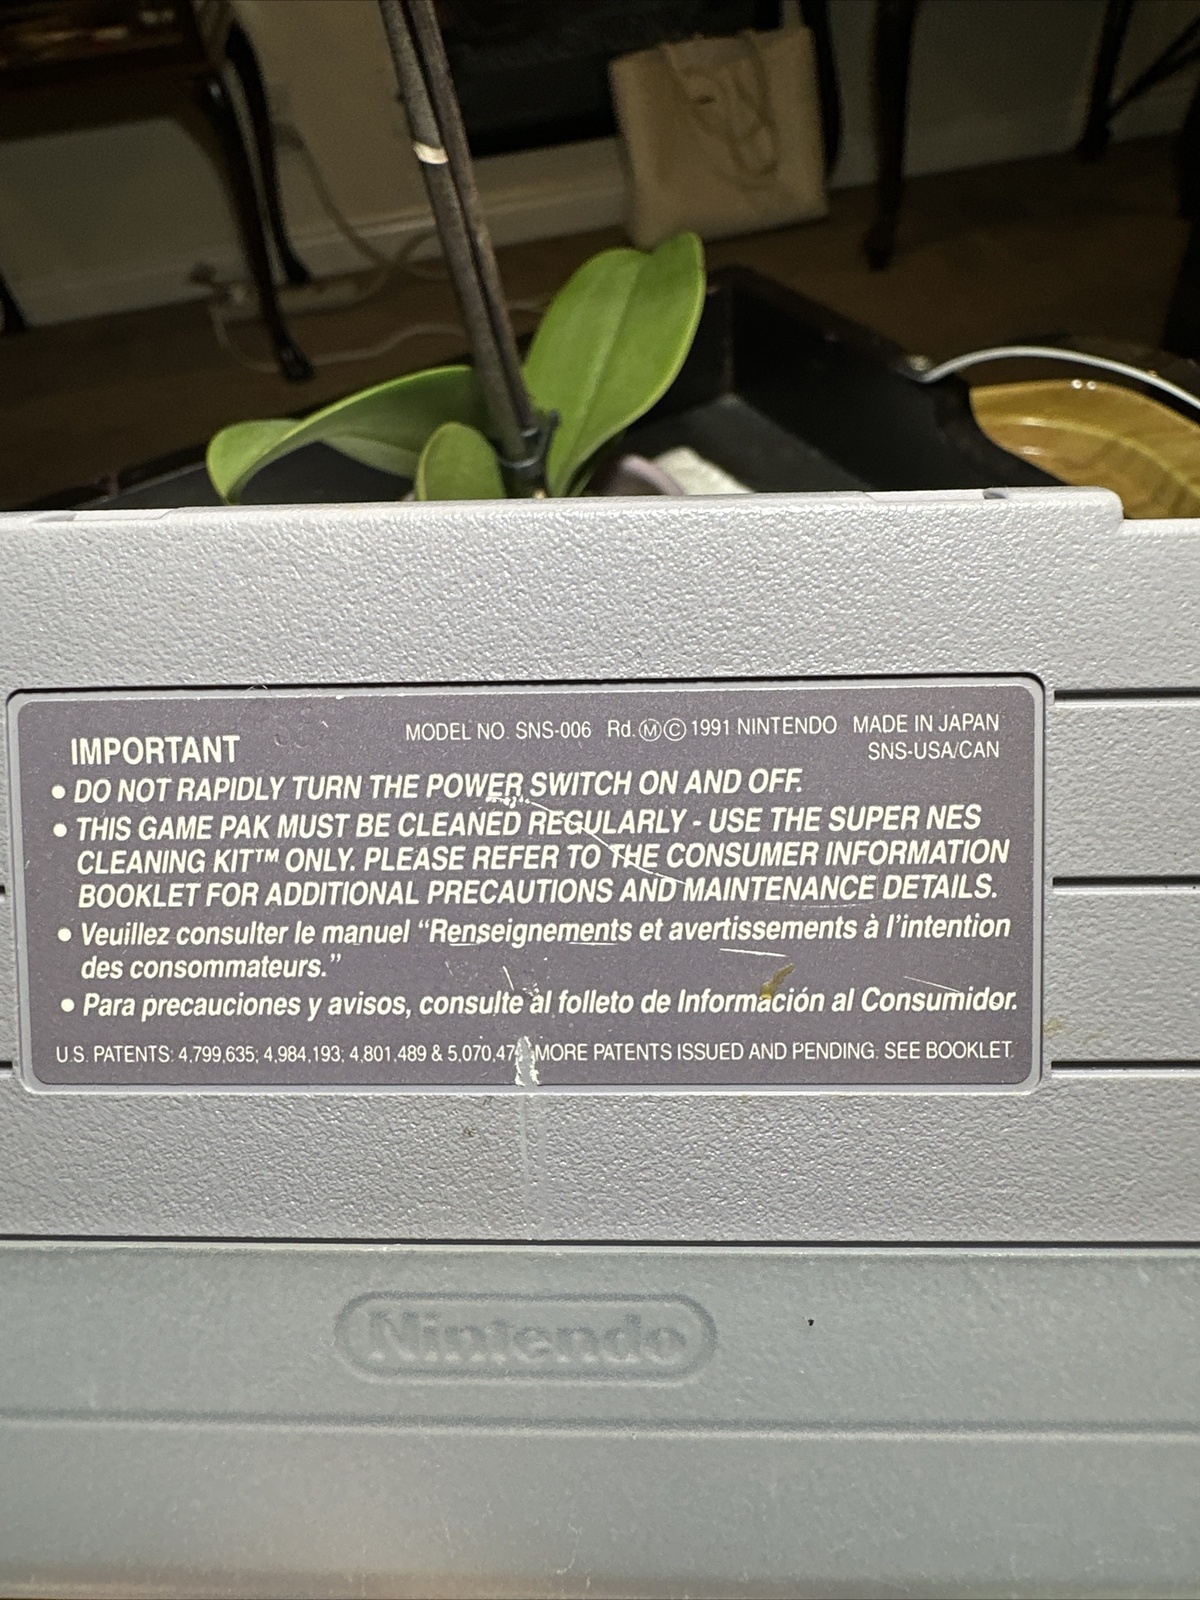 MODEL NO. SNS-006 Rd. Ⓜ Ⓒ 1991 NINTENDO MADE IN JAPAN
IMPORTANT
SNS-USA/CAN
• DO NOT RAPIDLY TURN THE POWER SWITCH ON AND OFF.
• THIS GAME PAK MUST BE CLEANED REGULARLY - USE THE SUPER NES
CLEANING KIT™ ONLY. PLEASE REFER TO THE CONSUMER INFORMATION
BOOKLET FOR ADDITIONAL PRECAUTIONS AND MAINTENANCE DETAILS.
• Veuillez consulter le manuel “Renseignements et avertissements à l’intention
des consommateurs.”
• Para precauciones y avisos, consulte al folleto de Información al Consumidor.
U.S. PATENTS: 4,799,635; 4,984,193; 4,801,489 & MORE PATENTS ISSUED AND PENDING. SEE BOOKLET.
Nintendo